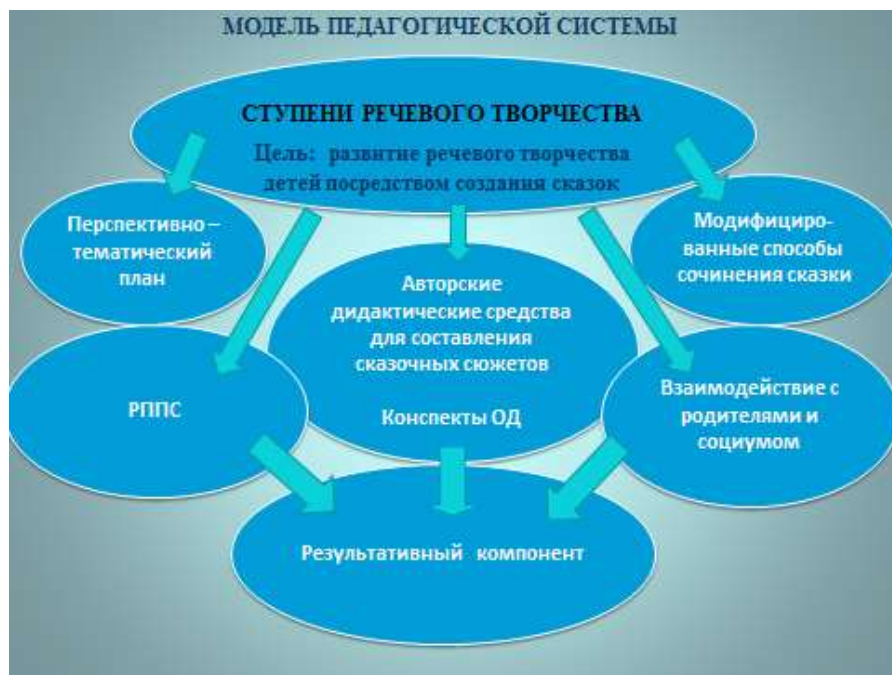 МОДЕЛЬ ПЕДАГОГИЧЕСКОЙ СИСТЕМЫ
СТУПЕНИ РЕЧЕВОГО ТВОРЧЕСТВА
Цель: развитие речевого творчества
детей посредством создания сказок
Перспективно –
тематический
план
Модифициро-
ванные способы
сочинения сказки
Авторские
дидактические средства
для составления
сказочных сюжетов
Конспекты ОД
РППС
Взаимодействие с
родителями и
социумом
Результативный компонент